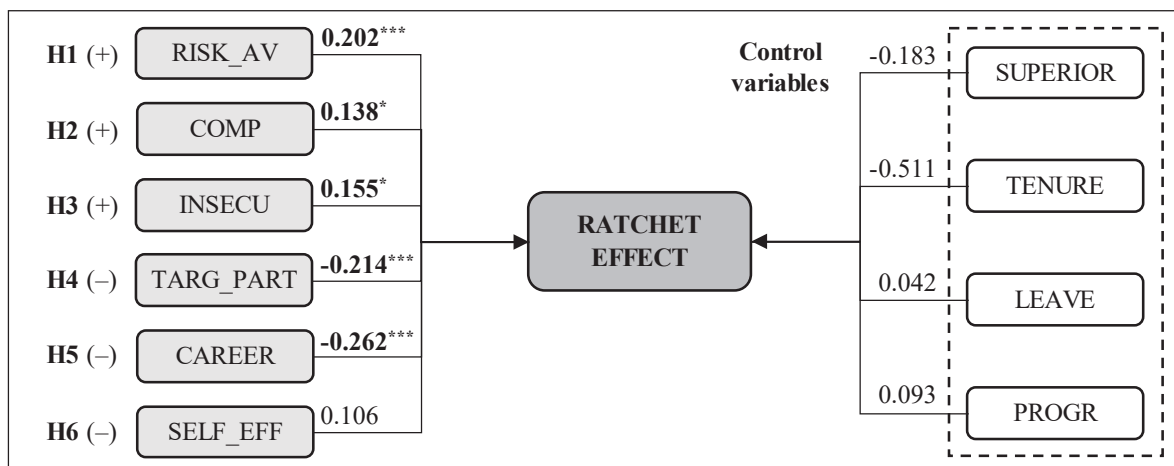 H1 (+) RISK_AV 0.202***
H2 (+) COMP 0.138*
H3 (+) INSECU 0.155*
H4 (–) TARG_PART -0.214***
H5 (–) CAREER -0.262***
H6 (–) SELF_EFF 0.106
RATCHET
EFFECT
Control
variables
-0.183 SUPERIOR
-0.511 TENURE
0.042 LEAVE
0.093 PROGR